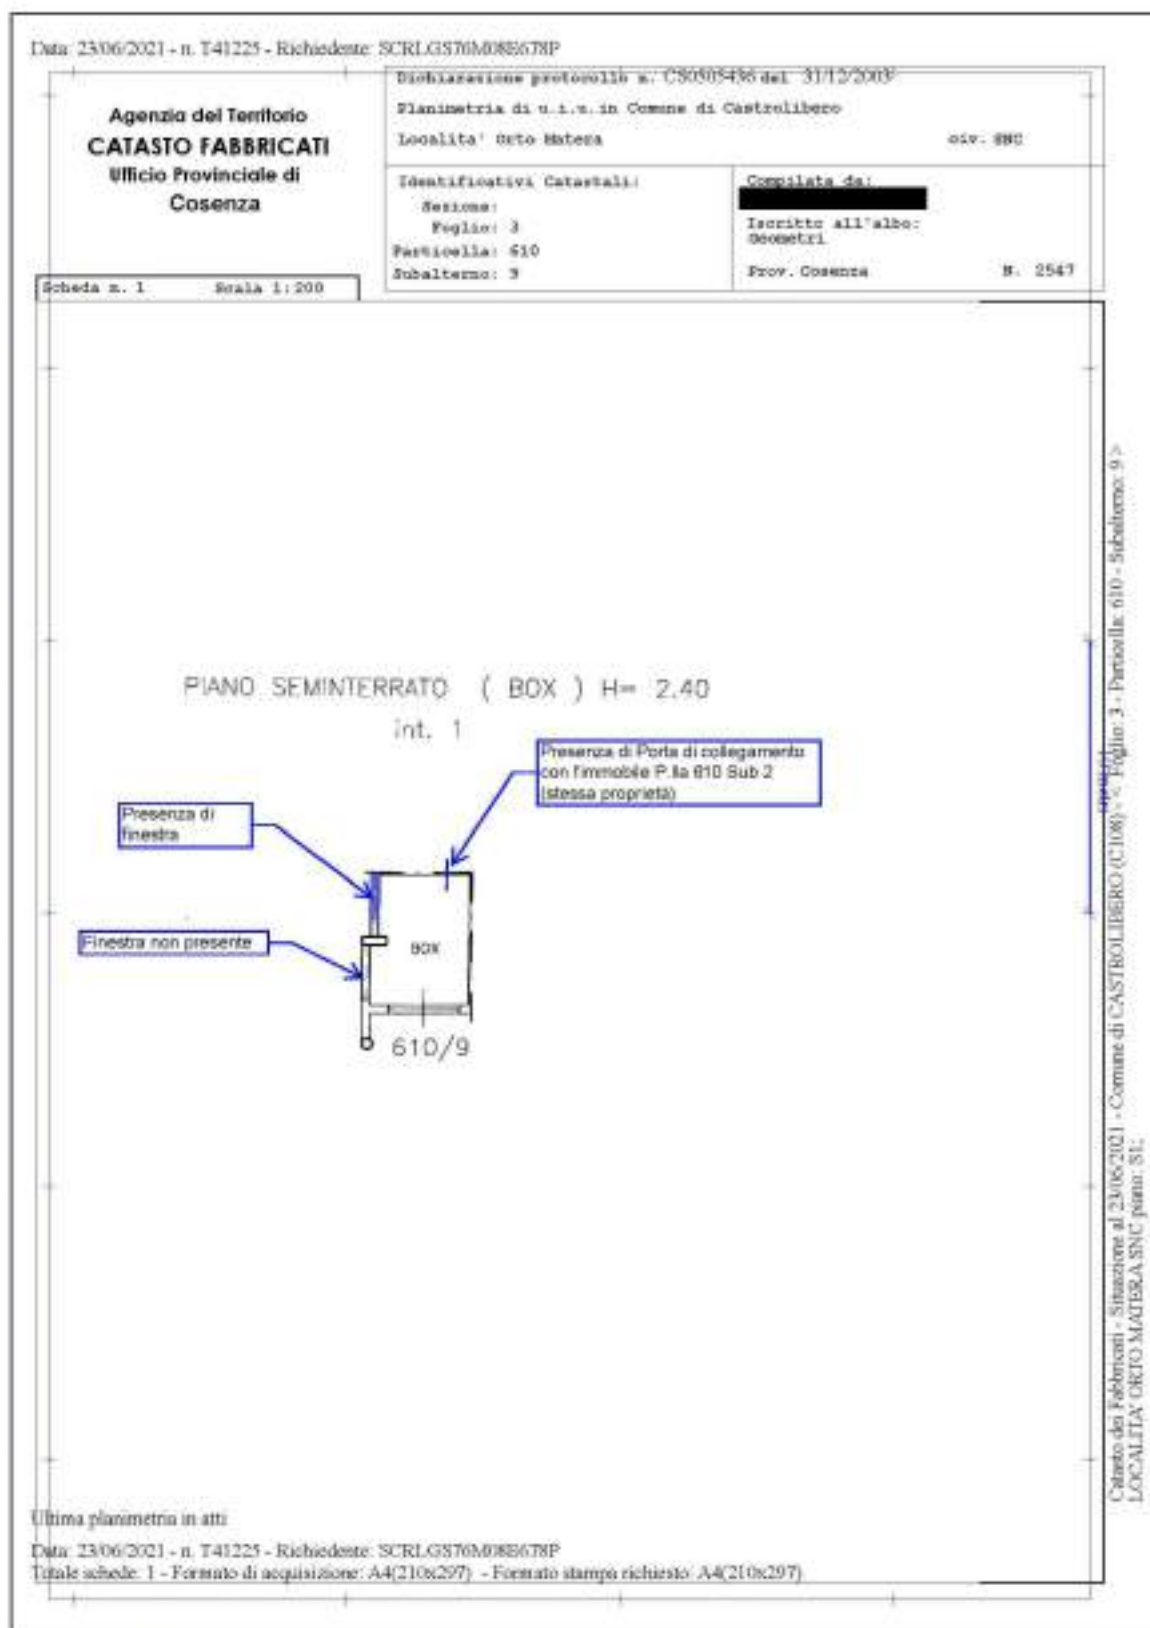 Data: 23/06/2021 - n. T41225 - Richiedente: SCRLGS76M08E678P
Agenzia del Territorio
CATASTO FABBRICATI
Ufficio Provinciale di
Cosenza
Dichiarazione protocollo n. CS0505436 del 31/12/2003
Planimetria di u.i.u. in Comune di Castrolibero
Localita' Orto Matera civ. SNC
Identificativi Catastali:
Sezione:
Foglio: 3
Particella: 610
Subalterno: 9
Compilata da:
Iscritto all'albo:
Geometri
Prov. Cosenza N. 2547
Scheda n. 1 Scala 1:200
PIANO SEMINTERRATO ( BOX ) H= 2.40
int. 1
Presenza di Porta di collegamento
con l'immobile P.lla 610 Sub 2
(stessa proprietà)
Presenza di
finestra
Finestra non presente
BOX
610/9
Catasto dei Fabbricati - Situazione al 23/06/2021 - Comune di CASTROLIBERO (C108) - < Foglio: 3 - Particella: 610 - Subalterno: 9 >
LOCALITA' ORTO MATERA SNC piano: S1;
Ultima planimetria in atti
Data: 23/06/2021 - n. T41225 - Richiedente: SCRLGS76M08E678P
Totale schede: 1 - Formato di acquisizione: A4(210x297) - Formato stampa richiesto: A4(210x297)